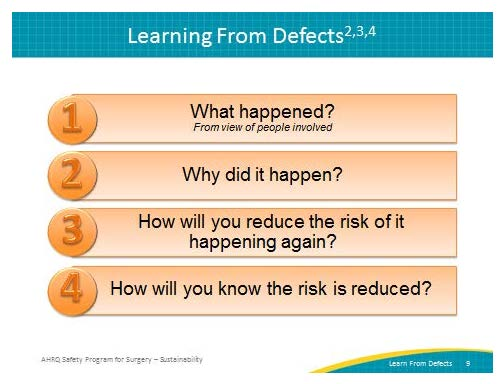 Learning From Defects2,3,4
1
What happened?
From view of people involved
2
Why did it happen?
3
How will you reduce the risk of it
happening again?
4
How will you know the risk is reduced?
AHRQ Safety Program for Surgery – Sustainability
Learn From Defects 9